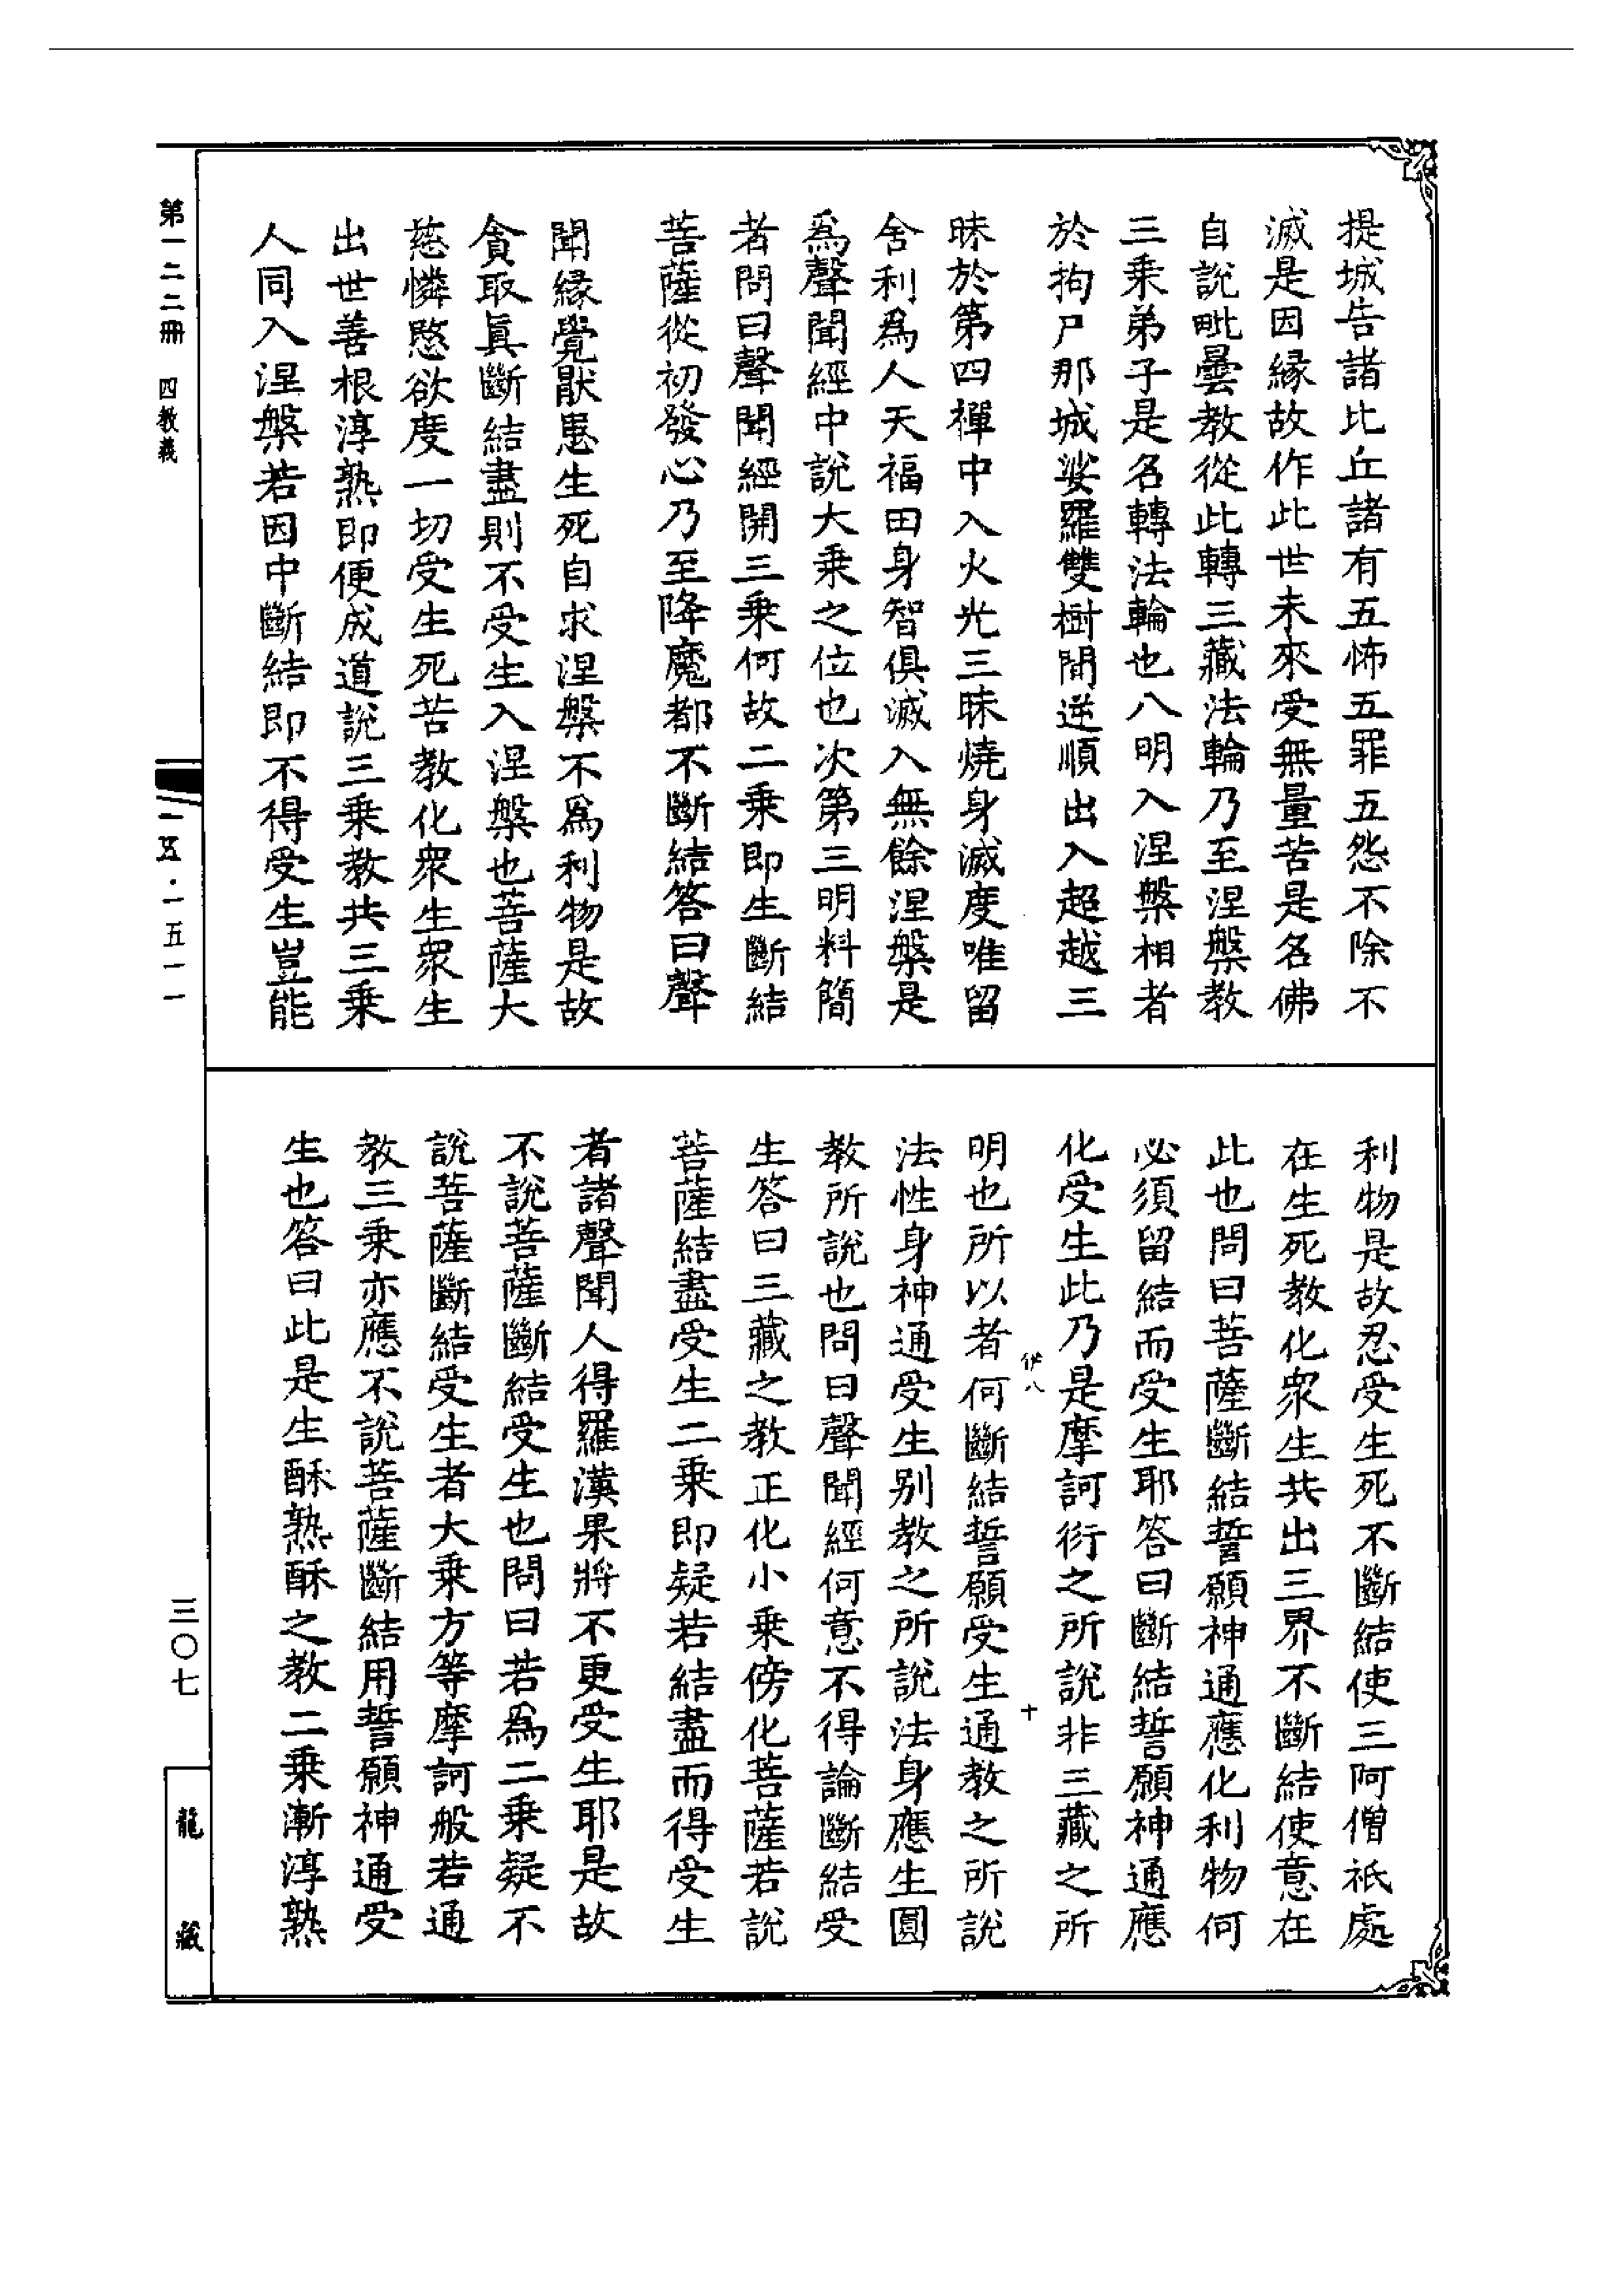 提城告諸比丘諸有五怖五罪五怨不除不
滅是因緣故作此世未來受無量苦是名佛
自說毗曇教從此轉三藏法輪乃至涅槃教
三乘弟子是名轉法輪也八明入涅槃相者
於拘尸那城娑羅雙樹間逆順出入超越三
昧於第四禪中入火光三昧燒身滅度唯留
舍利為人天福田身智俱滅入無餘涅槃是
為聲聞經中說大乘之位也次第三明料簡
者問曰聲聞經開三乘何故二乘即生斷結
菩薩從初發心乃至降魔都不斷結答曰聲
聞緣覺厭患生死自求涅槃不為利物是故
貪取真斷結盡則不受生入涅槃也菩薩大
慈憐愍欲度一切受生死苦教化眾生眾生
出世善根淳熟即便成道說三乘教共三乘
人同入涅槃若因中斷結即不得受生豈能
利物是故忍受生死不斷結使三阿僧祇處
在生死教化眾生共出三界不斷結使意在
此也問曰菩薩斷結誓願神通應化利物何
必須留結而受生耶答曰斷結誓願神通應
化受生此乃是摩訶衍之所說非三藏之所
明也所以者何斷結誓願受生通教之所說
法性身神通受生別教之所說法身應生圓
教所說也問曰聲聞經何意不得論斷結受
生答曰三藏之教正化小乘傍化菩薩若說
菩薩結盡受生二乘即疑若結盡而得受生
者諸聲聞人得羅漢果將不更受生耶是故
不說菩薩斷結受生也問曰若為二乘疑不
說菩薩斷結受生者大乘方等摩訶般若通
教三乘亦應不說菩薩斷結用誓願神通受
生也答曰此是生酥熟酥之教二乘漸淳熟
八
十
第一二二冊 四教義
一五·一五一一
三〇七
龍藏